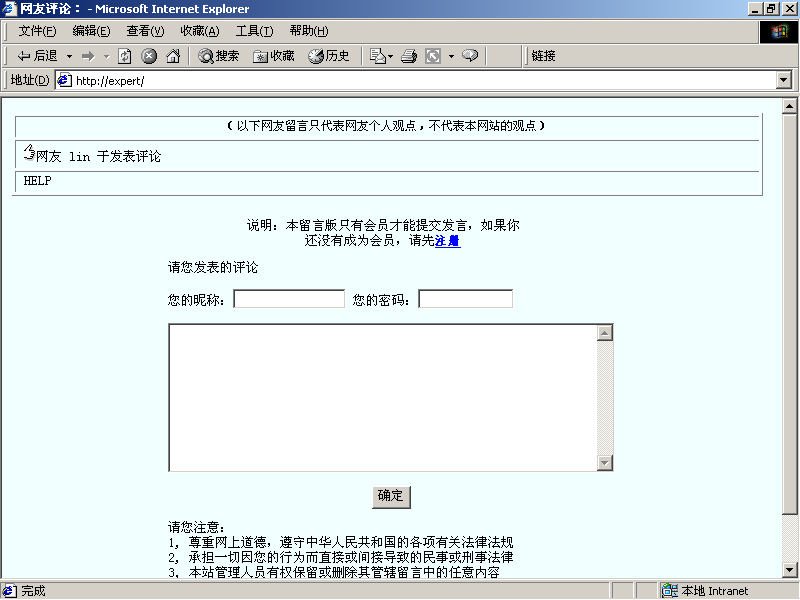 网友评论： - Microsoft Internet Explorer
文件(F) 编辑(E) 查看(V) 收藏(A) 工具(T) 帮助(H)
后退 搜索 收藏 历史 链接
地址(D) http://expert/
（以下网友留言只代表网友个人观点，不代表本网站的观点）
网友 lin 于发表评论
HELP
说明：本留言版只有会员才能提交发言，如果你
还没有成为会员，请先注册
请您发表的评论
您的昵称： 您的密码：
确定
请您注意：
1, 尊重网上道德，遵守中华人民共和国的各项有关法律法规
2, 承担一切因您的行为而直接或间接导致的民事或刑事法律
3, 本站管理人员有权保留或删除其管辖留言中的任意内容
完成 本地 Intranet